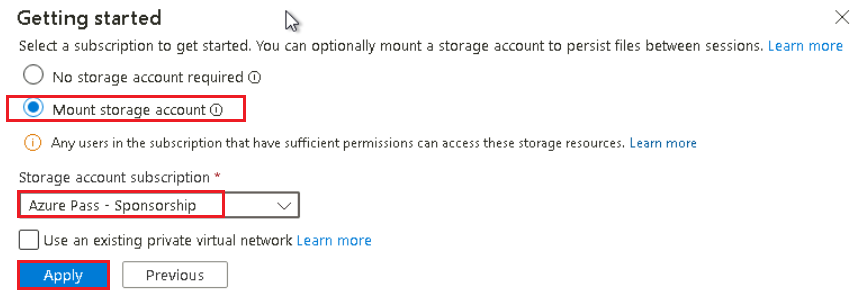 Getting started
Select a subscription to get started. You can optionally mount a storage account to persist files between sessions. Learn more
No storage account required
Mount storage account
Any users in the subscription that have sufficient permissions can access these storage resources. Learn more
Storage account subscription *
Azure Pass - Sponsorship
Use an existing private virtual network Learn more
Apply Previous